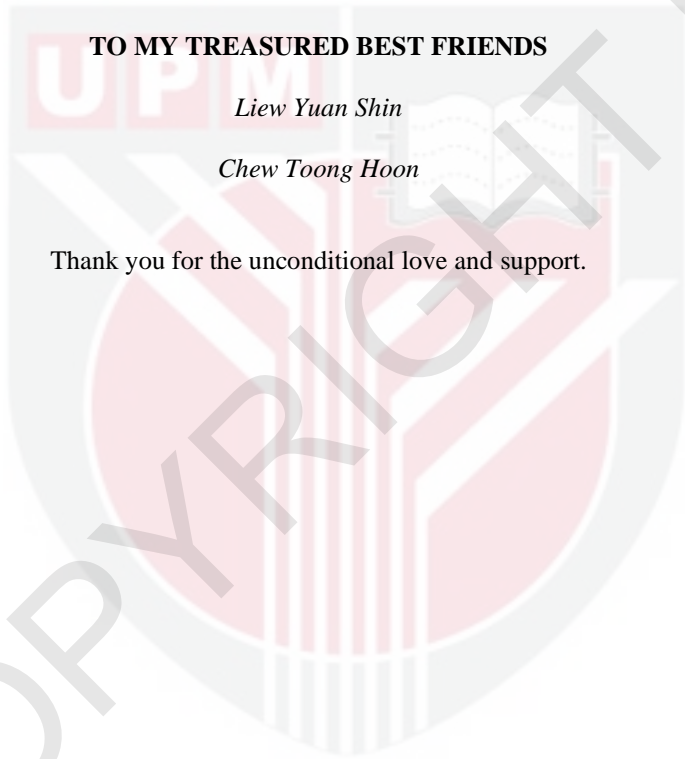 TO MY TREASURED BEST FRIENDS
UPM
Liew Yuan Shin
Chew Toong Hoon
Thank you for the unconditional love and support.
OPYRIGHT